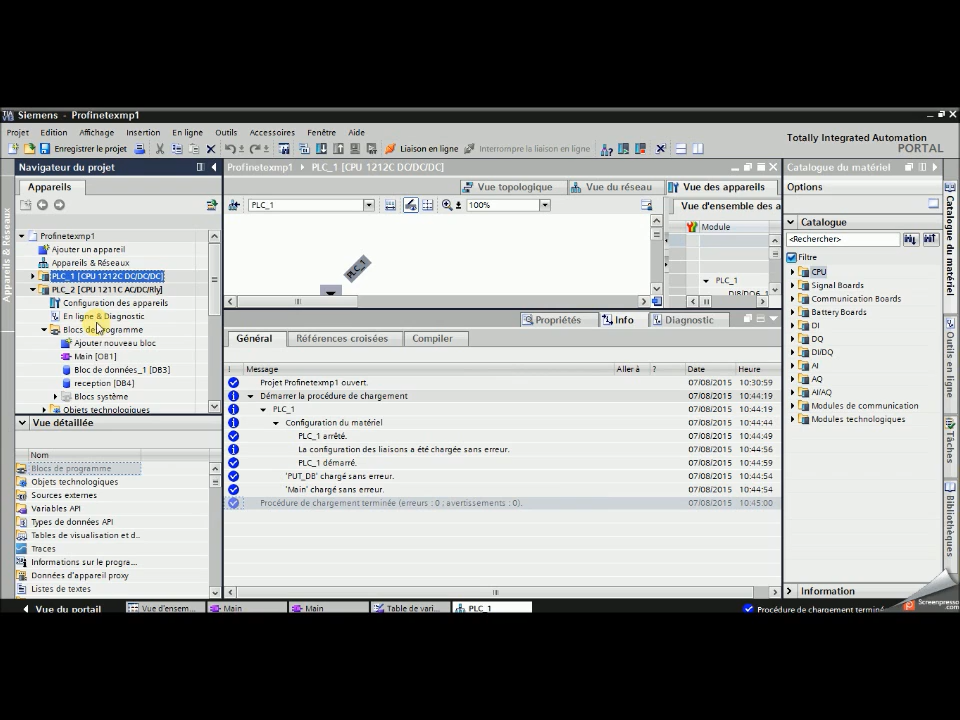 Siemens - Profinetexmp1
Projet Edition Affichage Insertion En ligne Outils Accessoires Fenêtre Aide
Totally Integrated Automation
PORTAL
Enregistrer le projet
Liaison en ligne
Interrompre la liaison en ligne
Navigateur du projet
Appareils
Appareils & Réseaux
Profinetexmp1
Ajouter un appareil
Appareils & Réseaux
PLC_1 [CPU 1212C DC/DC/DC]
PLC_2 [CPU 1211C AC/DC/Rly]
Configuration des appareils
En ligne & Diagnostic
Blocs de programme
Ajouter nouveau bloc
Main [OB1]
Bloc de données_1 [DB3]
reception [DB4]
Blocs système
Objets technologiques
Vue détaillée
Nom
Blocs de programme
Objets technologiques
Sources externes
Variables API
Types de données API
Tables de visualisation et d...
Traces
Informations sur le progra...
Données d'appareil proxy
Listes de textes
Profinetexmp1 PLC_1 [CPU 1212C DC/DC/DC]
Vue topologique
Vue du réseau
Vue des appareils
PLC_1
100%
PLC_1
Vue d'ensemble des a
Module
PLC_1
DI8/DQ6_1
Propriétés
Info
Diagnostic
Général
Références croisées
Compiler
! Message Aller à ? Date Heure
Projet Profinetexmp1 ouvert. 07/08/2015 10:30:59
Démarrer la procédure de chargement 07/08/2015 10:44:19
PLC_1 07/08/2015 10:44:19
Configuration du matériel 07/08/2015 10:44:44
PLC_1 arrêté. 07/08/2015 10:44:49
La configuration des liaisons a été chargée sans erreur. 07/08/2015 10:44:56
PLC_1 démarré. 07/08/2015 10:44:59
'PUT_DB' chargé sans erreur. 07/08/2015 10:44:54
'Main' chargé sans erreur. 07/08/2015 10:44:54
Procédure de chargement terminée (erreurs : 0 ; avertissements : 0). 07/08/2015 10:45:00
Catalogue du matériel
Options
Catalogue
<Rechercher>
Filtre
CPU
Signal Boards
Communication Boards
Battery Boards
DI
DQ
DI/DQ
AI
AQ
AI/AQ
Modules de communication
Modules technologiques
Information
Catalogue du matériel
Outils en ligne
Tâches
Bibliothèques
Vue du portail
Vue d'ensem...
Main
Main
Table de vari...
PLC_1
Procédure de chargement terminé
Screenpresso
.com